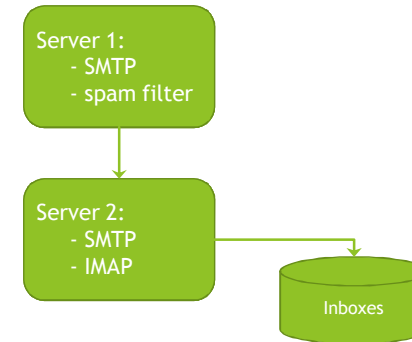 Server 1:
- SMTP
- spam filter
Server 2:
- SMTP
- IMAP
Inboxes